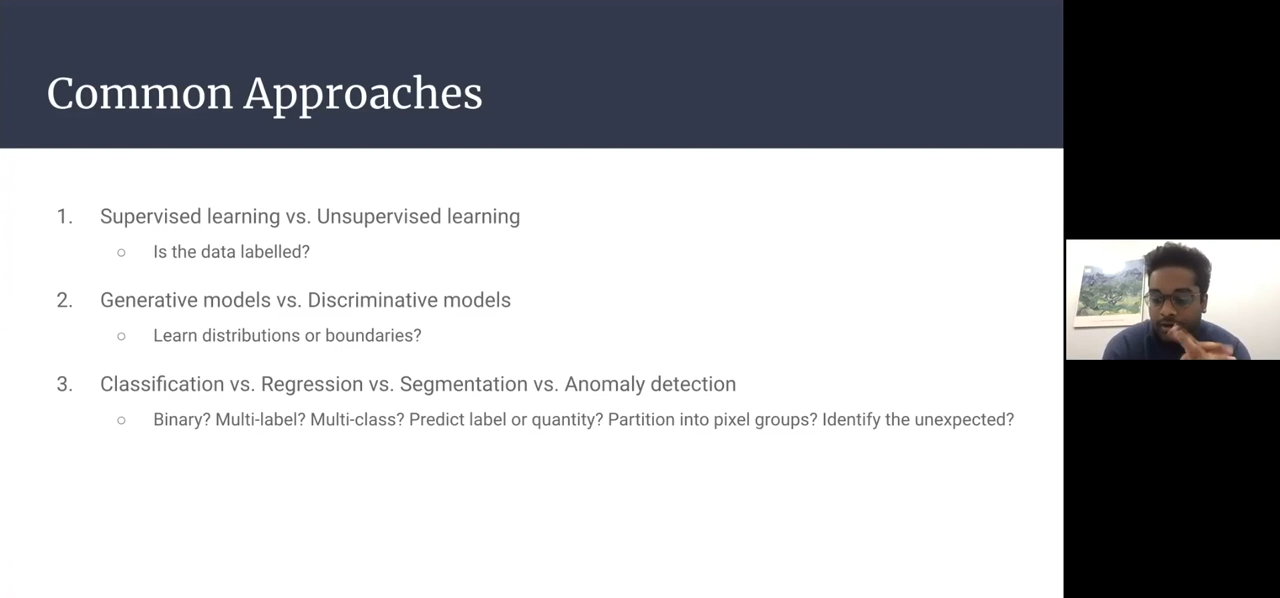 Common Approaches
1. Supervised learning vs. Unsupervised learning
○ Is the data labelled?
2. Generative models vs. Discriminative models
○ Learn distributions or boundaries?
3. Classification vs. Regression vs. Segmentation vs. Anomaly detection
○ Binary? Multi-label? Multi-class? Predict label or quantity? Partition into pixel groups? Identify the unexpected?